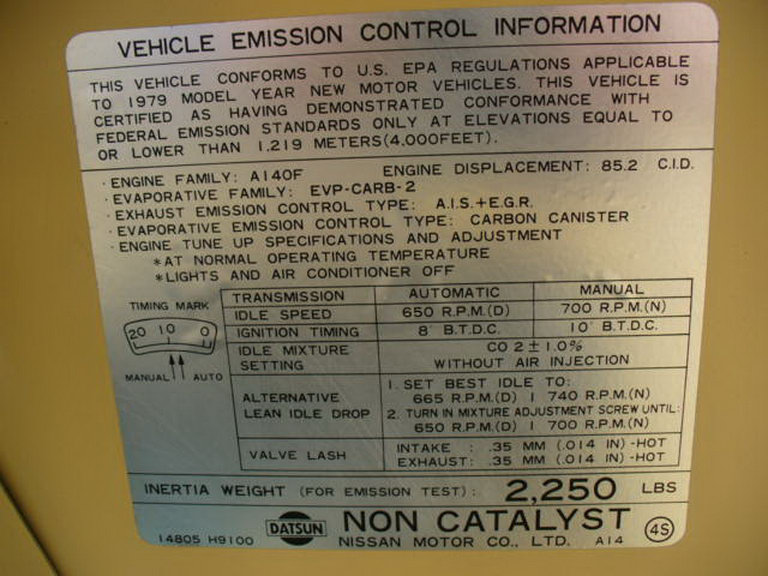 VEHICLE EMISSION CONTROL INFORMATION
THIS VEHICLE CONFORMS TO U.S. EPA REGULATIONS APPLICABLE
TO 1979 MODEL YEAR NEW MOTOR VEHICLES. THIS VEHICLE IS
CERTIFIED AS HAVING DEMONSTRATED CONFORMANCE WITH
FEDERAL EMISSION STANDARDS ONLY AT ELEVATIONS EQUAL TO
OR LOWER THAN 1,219 METERS (4,000FEET).
· ENGINE FAMILY: A140F ENGINE DISPLACEMENT: 85.2 C.I.D.
· EVAPORATIVE FAMILY: EVP-CARB-2
· EXHAUST EMISSION CONTROL TYPE: A.I.S.+E.G.R.
· EVAPORATIVE EMISSION CONTROL TYPE: CARBON CANISTER
· ENGINE TUNE UP SPECIFICATIONS AND ADJUSTMENT
*AT NORMAL OPERATING TEMPERATURE
*LIGHTS AND AIR CONDITIONER OFF
TIMING MARK
20 10 0
MANUAL AUTO
TRANSMISSION AUTOMATIC MANUAL
IDLE SPEED 650 R.P.M.(D) 700 R.P.M.(N)
IGNITION TIMING 8° B.T.D.C. 10° B.T.D.C.
IDLE MIXTURE SETTING CO 2 ± 1.0%
WITHOUT AIR INJECTION
ALTERNATIVE LEAN IDLE DROP
1. SET BEST IDLE TO:
665 R.P.M.(D) | 740 R.P.M.(N)
2. TURN IN MIXTURE ADJUSTMENT SCREW UNTIL:
650 R.P.M.(D) | 700 R.P.M.(N)
VALVE LASH INTAKE : .35 MM (.014 IN) -HOT
EXHAUST: .35 MM (.014 IN) -HOT
INERTIA WEIGHT (FOR EMISSION TEST) : 2,250 LBS
14805 H9100 DATSUN NON CATALYST 4S
NISSAN MOTOR CO., LTD. A14